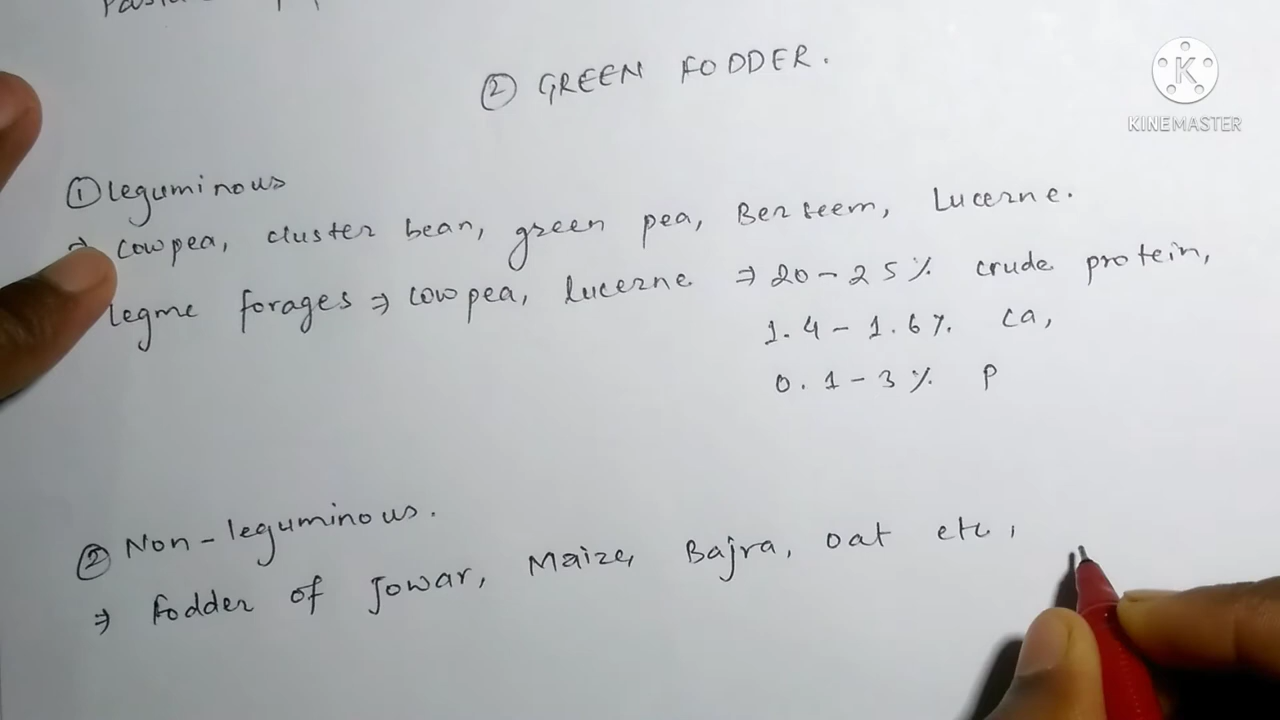 ② GREEN FODDER.
KINEMASTER
① leguminous
⇒ cowpea, cluster bean, green pea, Berseem, Lucerne.
legme forages ⇒ cowpea, lucerne ⇒ 20-25% crude protein,
1.4-1.6% ca,
0.1-3% P
② Non-leguminous.
⇒ Fodder of Jowar, Maize, Bajra, oat etc,